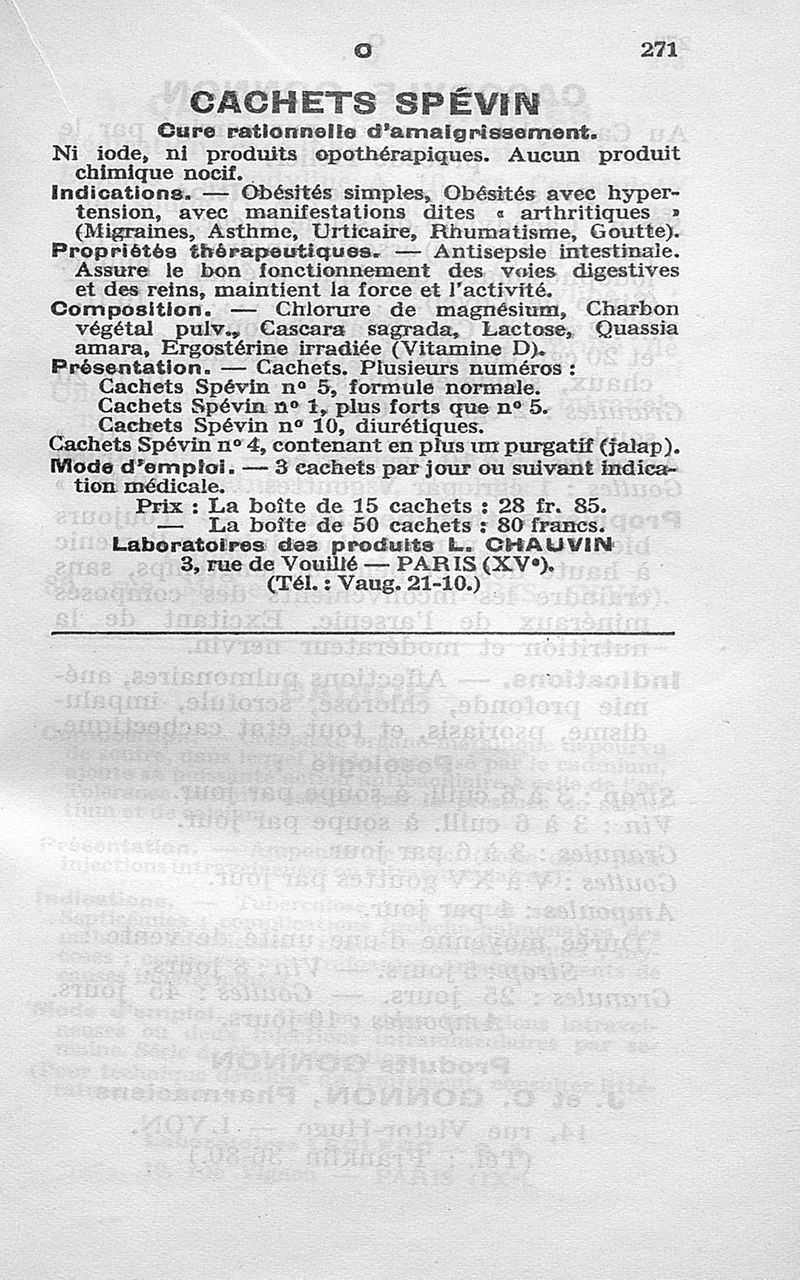 O 271
CACHETS SPÉVIN
Cure rationnelle d'amaigrissement.
Ni iode, ni produits opothérapiques. Aucun produit
chimique nocif.
Indications. — Obésités simples, Obésités avec hyper-
tension, avec manifestations dites « arthritiques »
(Migraines, Asthme, Urticaire, Rhumatisme, Goutte).
Propriétés thérapeutiques. — Antisepsie intestinale.
Assure le bon fonctionnement des voies digestives
et des reins, maintient la force et l'activité.
Composition. — Chlorure de magnésium, Charbon
végétal pulv., Cascara sagrada, Lactose, Quassia
amara, Ergostérine irradiée (Vitamine D).
Présentation. — Cachets. Plusieurs numéros :
Cachets Spévin n° 5, formule normale.
Cachets Spévin n° 1, plus forts que n° 5.
Cachets Spévin n° 10, diurétiques.
Cachets Spévin n° 4, contenant en plus un purgatif (jalap).
Mode d'emploi. — 3 cachets par jour ou suivant indica-
tion médicale.
Prix : La boîte de 15 cachets : 28 fr. 85.
— La boîte de 50 cachets : 80 francs.
Laboratoires des produits L. CHAUVIN
3, rue de Vouillé — PARIS (XVe).
(Tél. : Vaug. 21-10.)